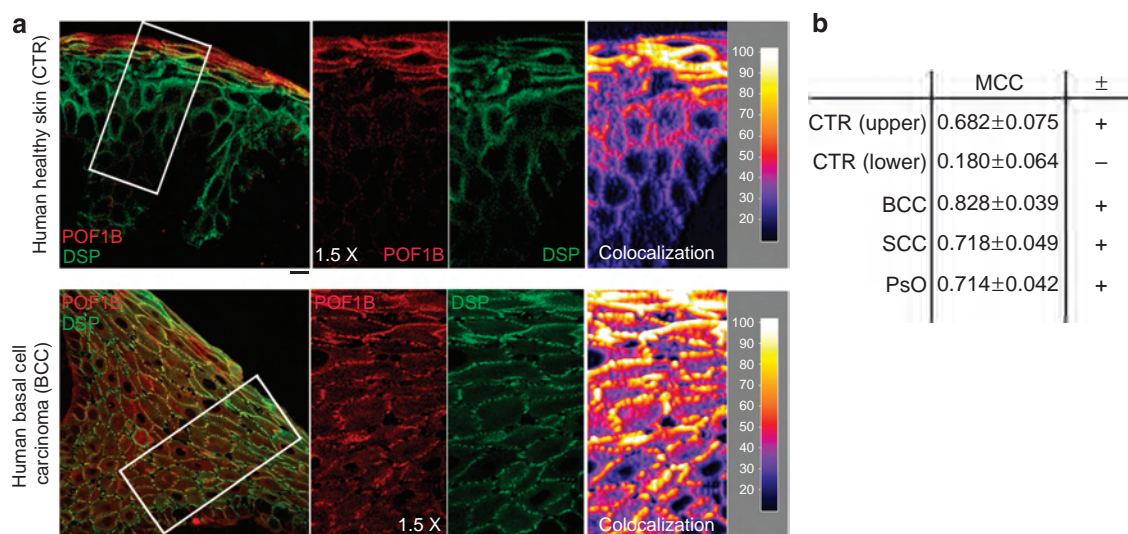 a
Human healthy skin (CTR)
POF1B
DSP
1.5 X
POF1B
DSP
Colocalization
100
90
80
70
60
50
40
30
20
10
Human basal cell
carcinoma (BCC)
POF1B
DSP
POF1B
1.5 X
DSP
Colocalization
100
90
80
70
60
50
40
30
20
10
b
MCC ±
CTR (upper) 0.682±0.075 +
CTR (lower) 0.180±0.064 –
BCC 0.828±0.039 +
SCC 0.718±0.049 +
PsO 0.714±0.042 +